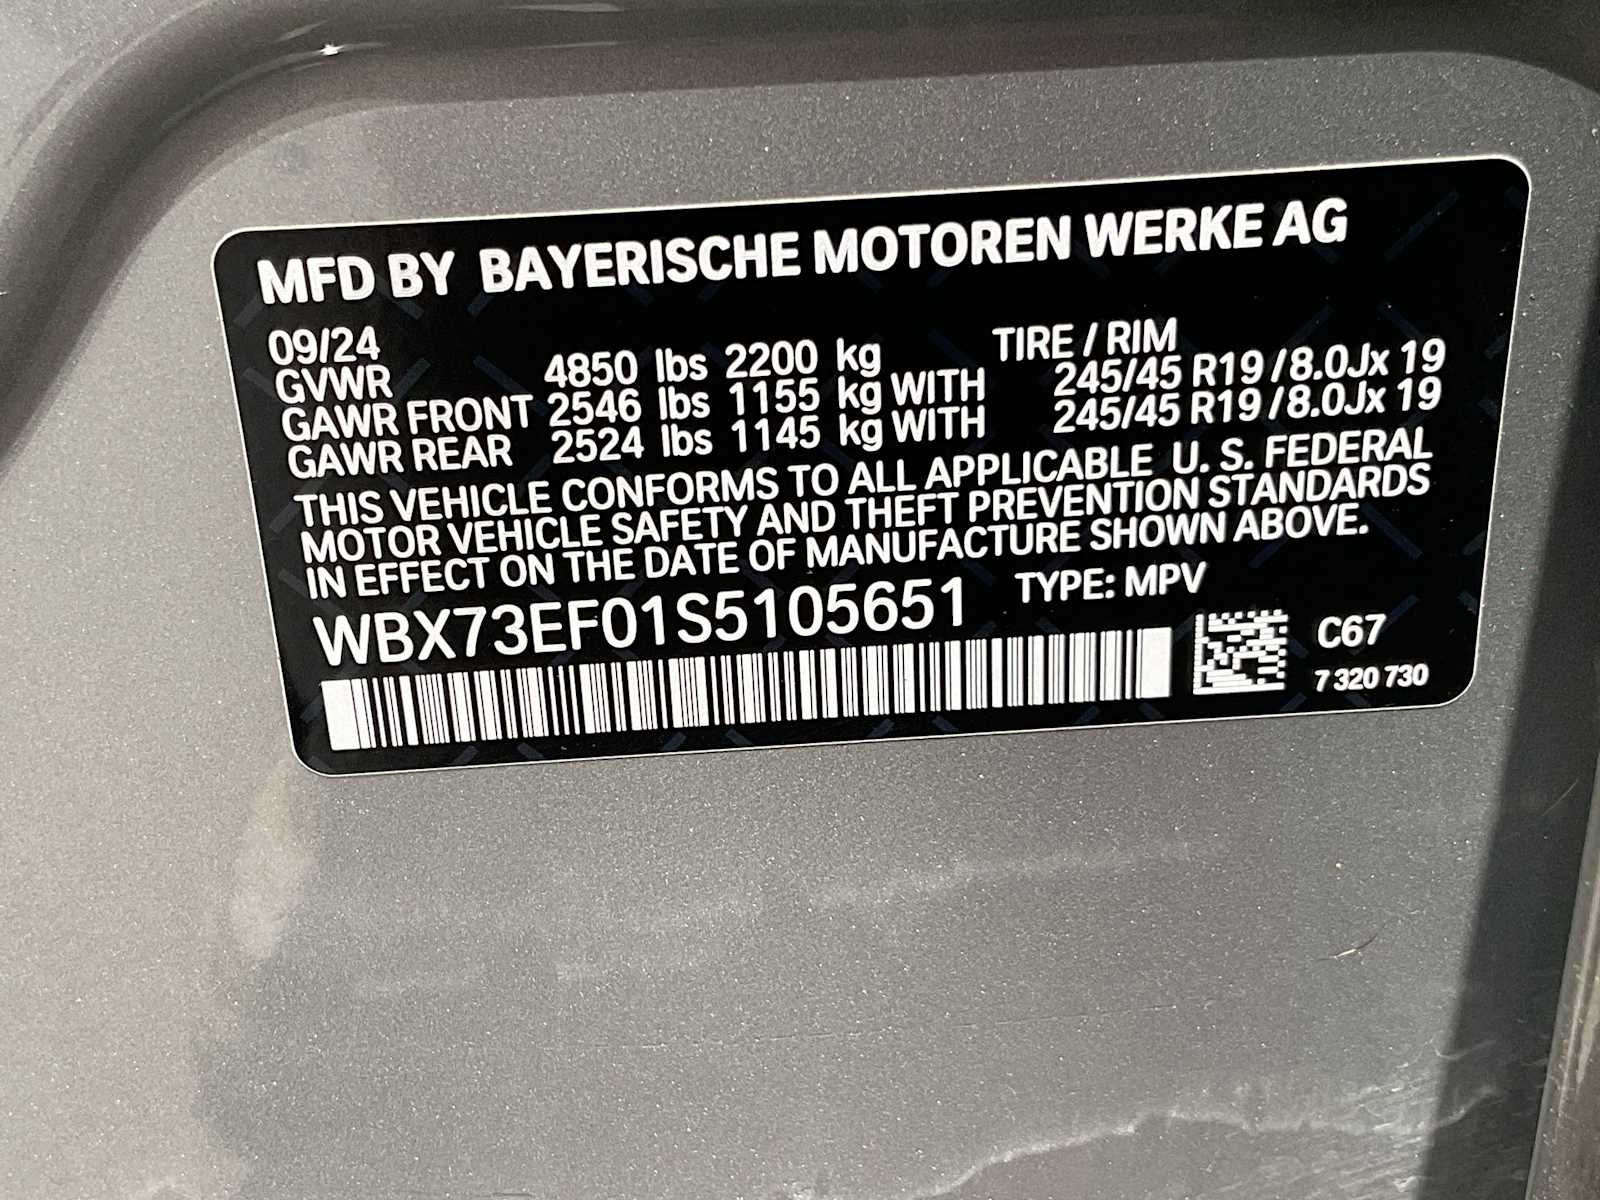 MFD BY BAYERISCHE MOTOREN WERKE AG
09/24
TIRE / RIM
GVWR 4850 lbs 2200 kg
GAWR FRONT 2546 lbs 1155 kg WITH 245/45 R19 / 8.0Jx 19
GAWR REAR 2524 lbs 1145 kg WITH 245/45 R19 / 8.0Jx 19
THIS VEHICLE CONFORMS TO ALL APPLICABLE U. S. FEDERAL
MOTOR VEHICLE SAFETY AND THEFT PREVENTION STANDARDS
IN EFFECT ON THE DATE OF MANUFACTURE SHOWN ABOVE.
WBX73EF01S5105651 TYPE: MPV
C67
7 320 730